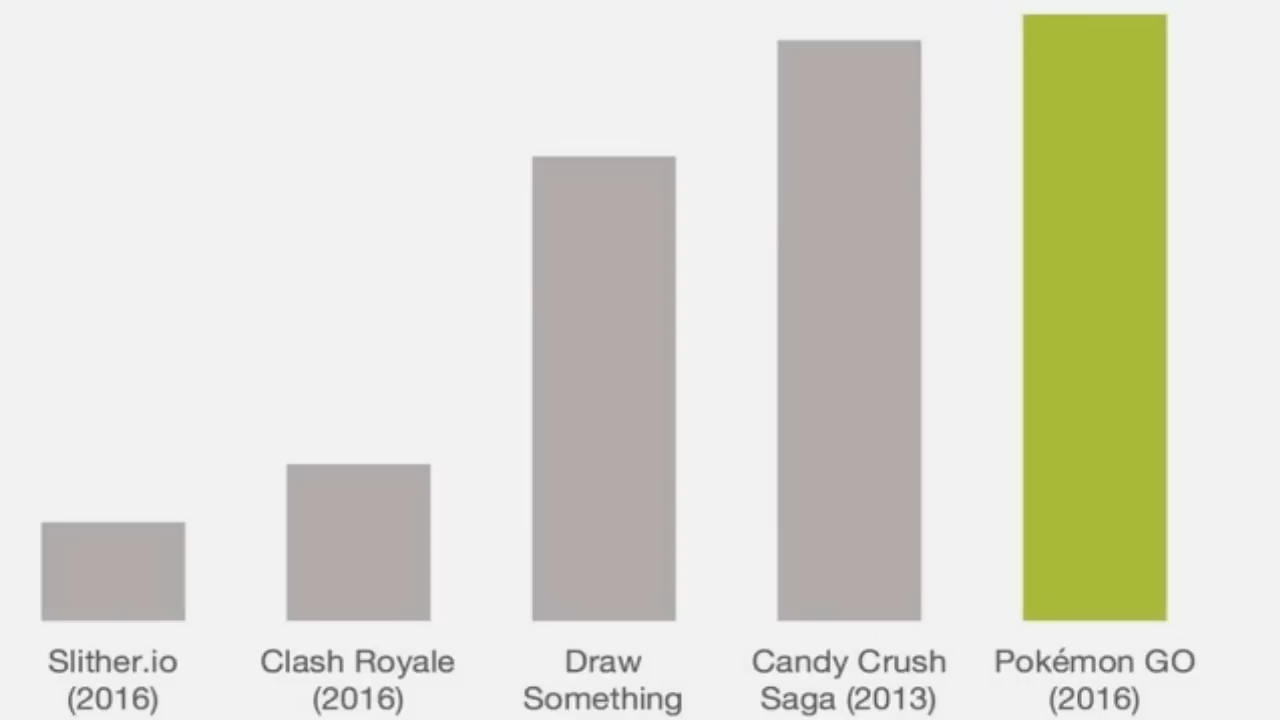 Slither.io
(2016)
Clash Royale
(2016)
Draw
Something
Candy Crush
Saga (2013)
Pokémon GO
(2016)